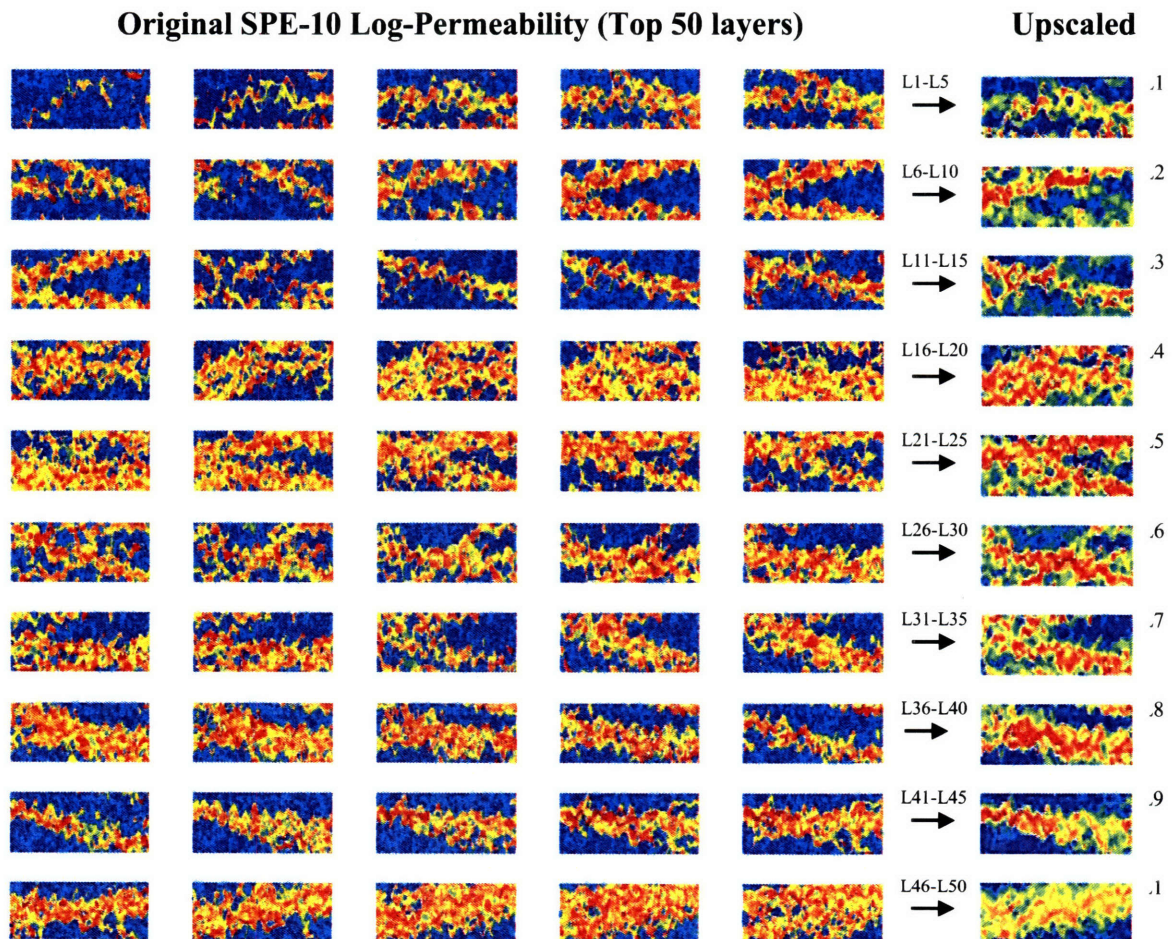 Original SPE-10 Log-Permeability (Top 50 layers) Upscaled
L1-L5 .1
L6-L10 .2
L11-L15 .3
L16-L20 .4
L21-L25 .5
L26-L30 .6
L31-L35 .7
L36-L40 .8
L41-L45 .9
L46-L50 .1